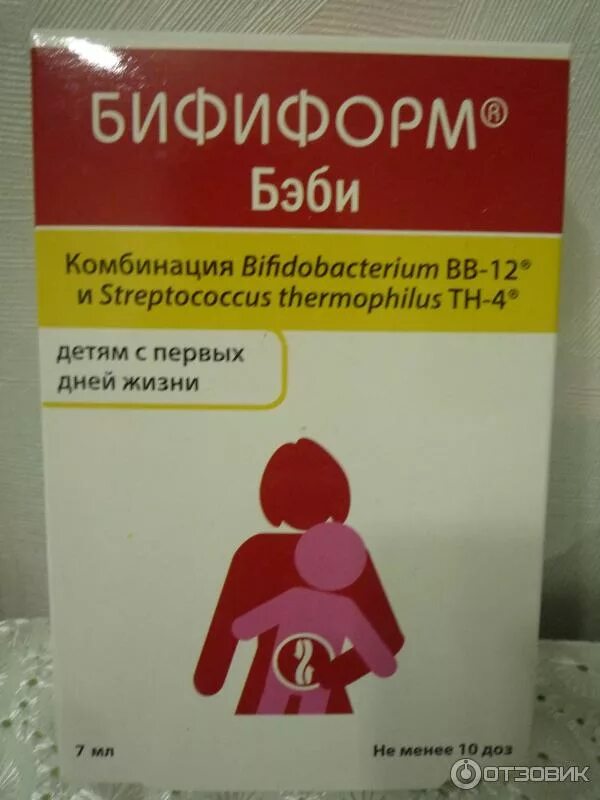 БИФИФОРМ®
Бэби
Комбинация Bifidobacterium BB-12®
и Streptococcus thermophilus TH-4®
детям с первых
дней жизни
7 мл
Не менее 10 доз
ОТЗОВИК